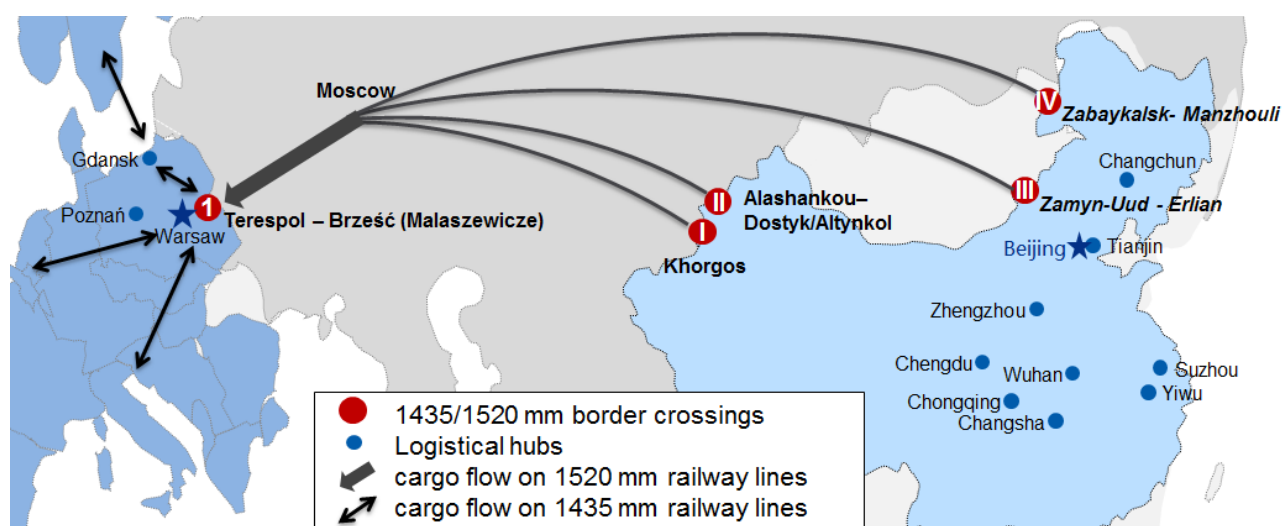 Moscow
IV
Zabaykalsk- Manzhouli
Gdansk
Changchun
Poznań
1
Terespol – Brześć (Malaszewicze)
Warsaw
II
Alashankou–
Dostyk/Altynkol
III
Zamyn-Uud - Erlian
I
Khorgos
Beijing
Tianjin
Zhengzhou
Chengdu
Wuhan
Suzhou
Yiwu
Chongqing
Changsha
1435/1520 mm border crossings
Logistical hubs
cargo flow on 1520 mm railway lines
cargo flow on 1435 mm railway lines